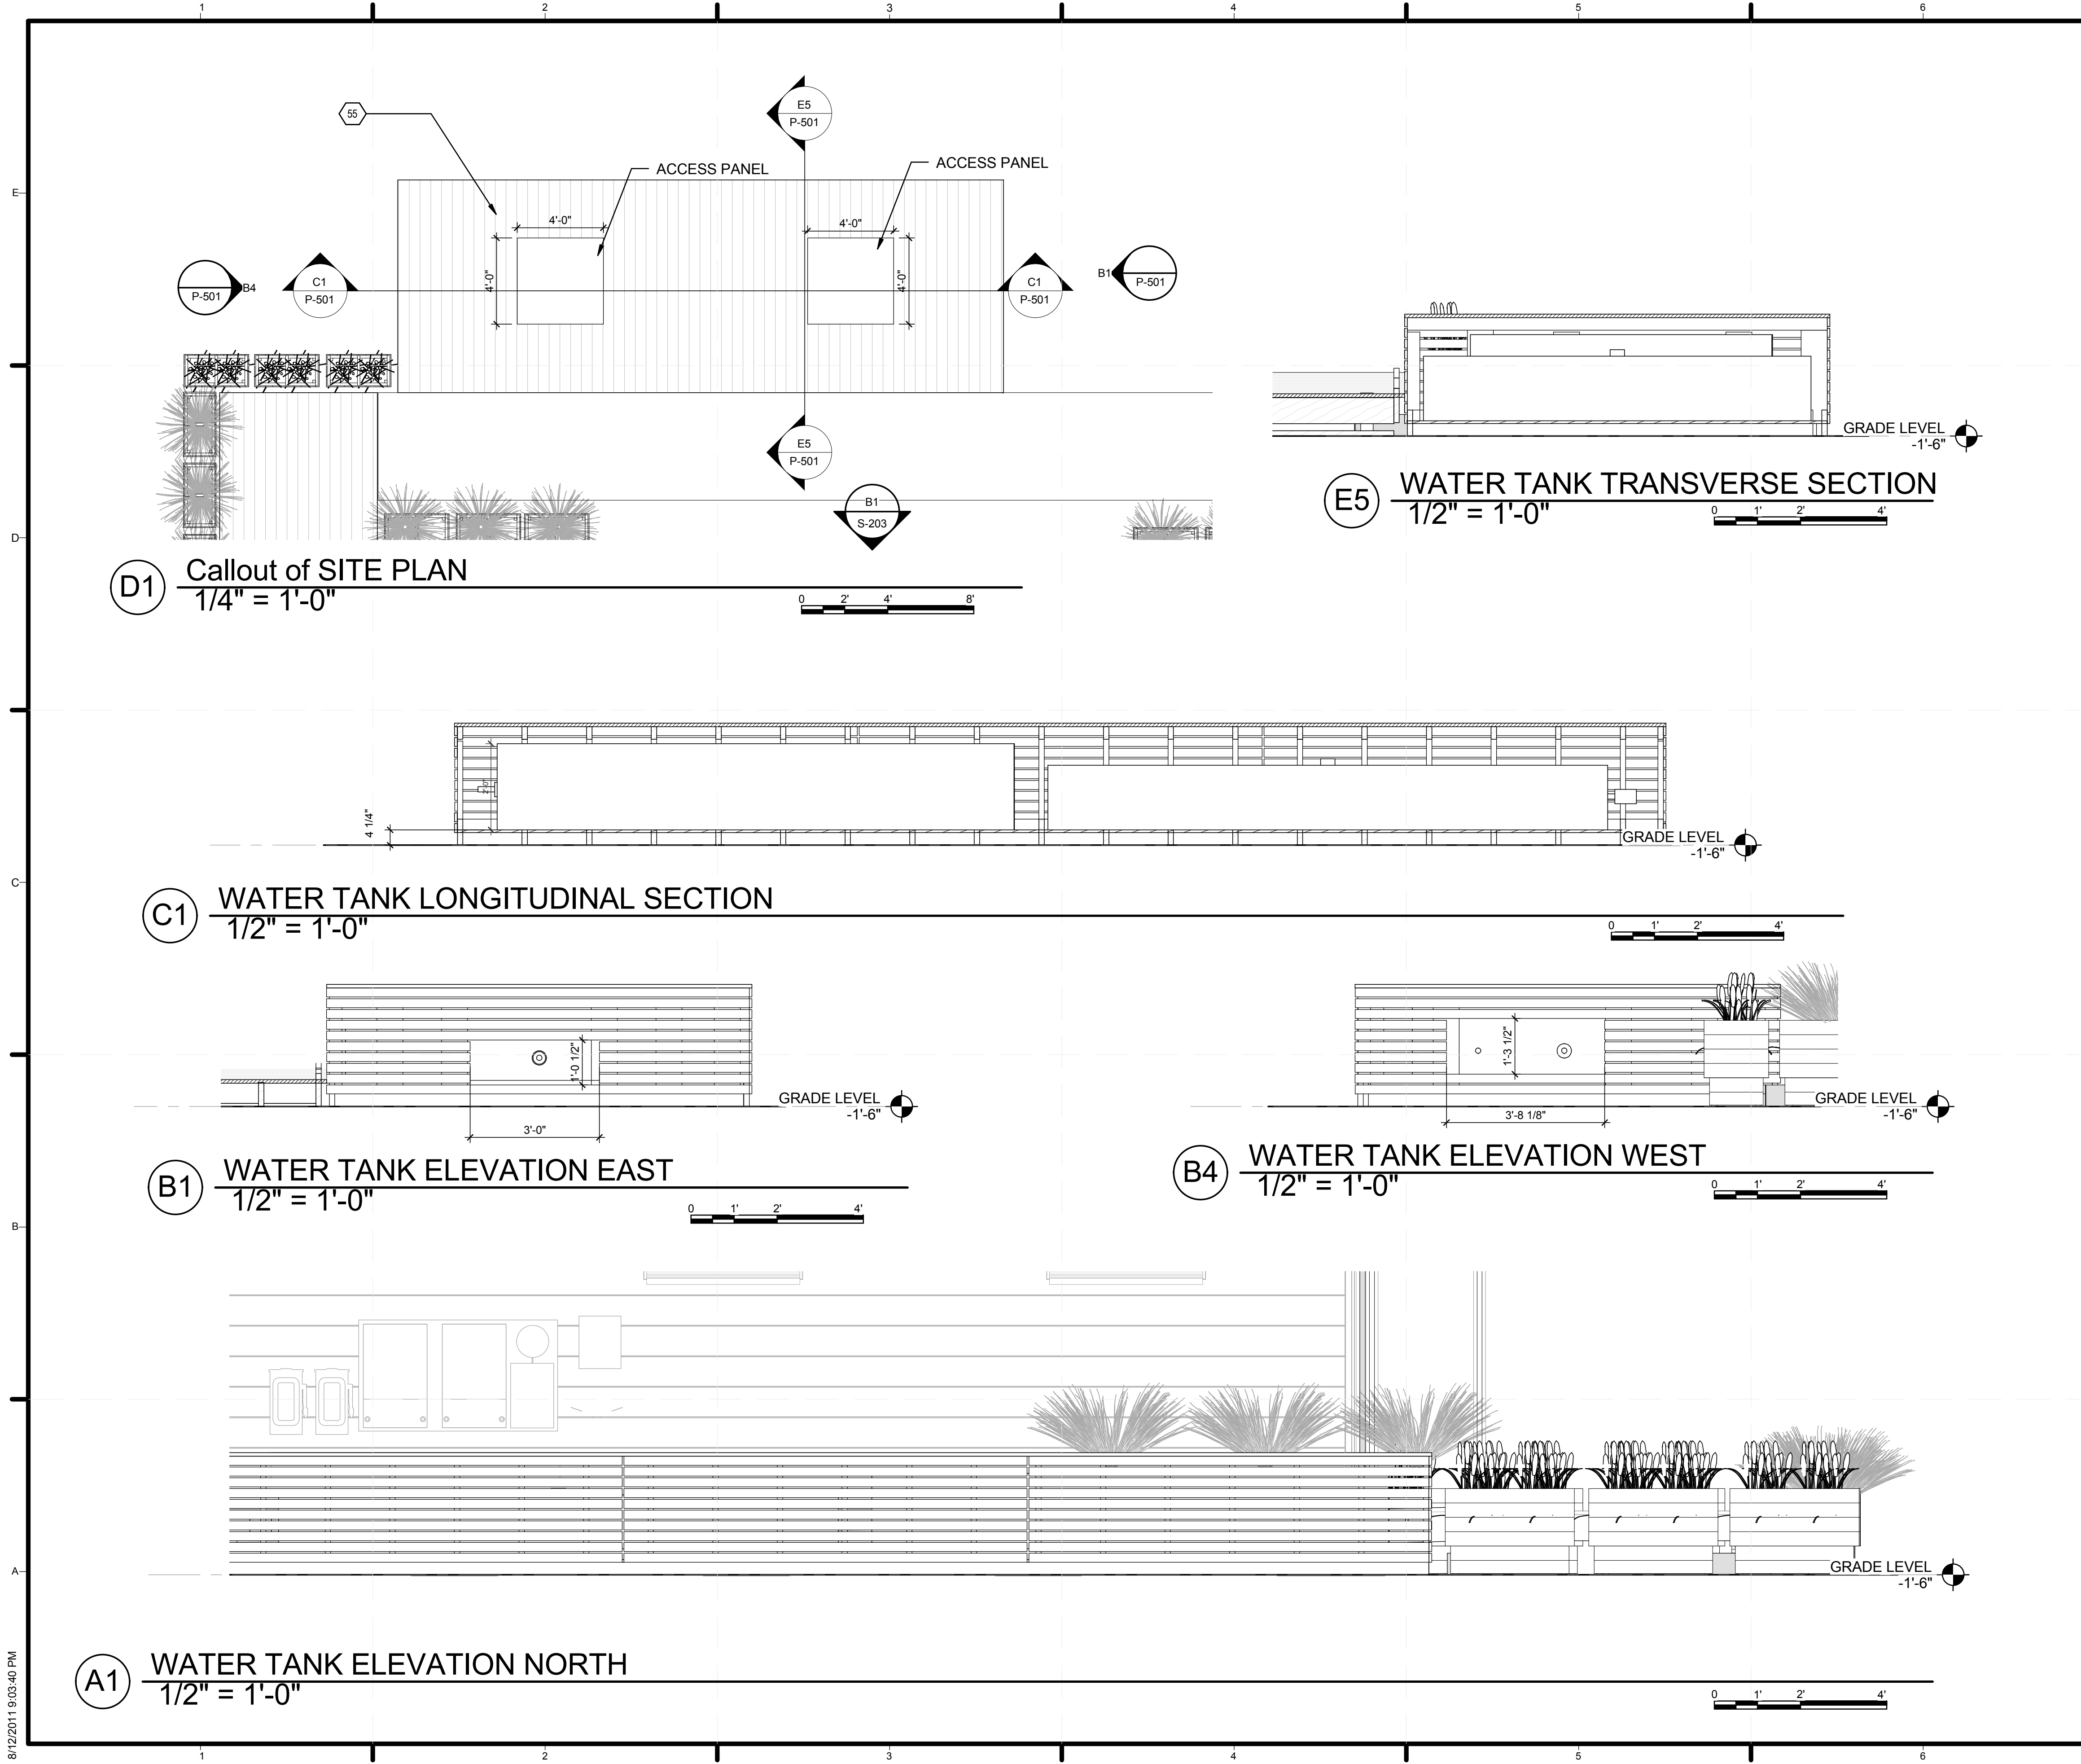 1 2 3 4 5 6
E5
P-501
55
ACCESS PANEL
ACCESS PANEL
E
4'-0"
4'-0"
4'-0"
4'-0"
P-501
B4
C1
P-501
C1
P-501
B1
P-501
E5
P-501
B1
S-203
D
GRADE LEVEL
-1'-6"
E5
WATER TANK TRANSVERSE SECTION
1/2" = 1'-0"
0 1' 2' 4'
D1
Callout of SITE PLAN
1/4" = 1'-0"
0 2' 4' 8'
2'-0"
4 1/4"
GRADE LEVEL
-1'-6"
C
C1
WATER TANK LONGITUDINAL SECTION
1/2" = 1'-0"
0 1' 2' 4'
1'-0 1/2"
3'-0"
GRADE LEVEL
-1'-6"
B1
WATER TANK ELEVATION EAST
1/2" = 1'-0"
0 1' 2' 4'
1'-3 1/2"
3'-8 1/8"
GRADE LEVEL
-1'-6"
B4
WATER TANK ELEVATION WEST
1/2" = 1'-0"
0 1' 2' 4'
B
A
GRADE LEVEL
-1'-6"
A1
WATER TANK ELEVATION NORTH
1/2" = 1'-0"
0 1' 2' 4'
8/12/2011 9:03:40 PM
1 2 3 4 5 6